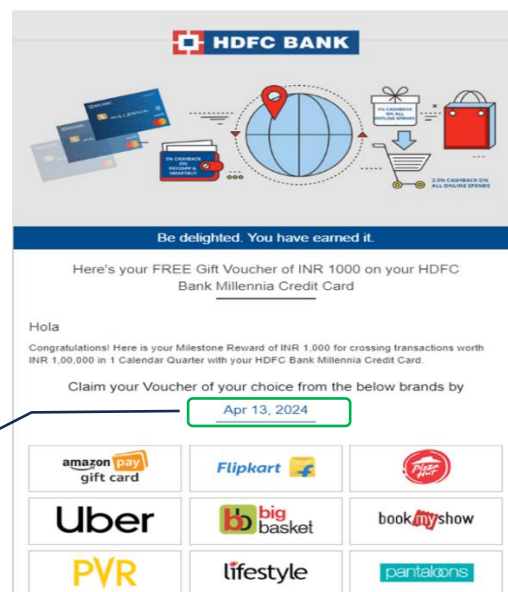 HDFC BANK
MILLENNIA
5% CASHBACK
ON
PAYZAPP &
SMARTBUY
5% CASHBACK
ON ALL
OFFLINE SPENDS
2.5% CASHBACK ON
ALL ONLINE SPENDS
Be delighted. You have earned it.
Here's your FREE Gift Voucher of INR 1000 on your HDFC
Bank Millennia Credit Card
Hola
Congratulations! Here is your Milestone Reward of INR 1,000 for crossing transactions worth
INR 1,00,000 in 1 Calendar Quarter with your HDFC Bank Millennia Credit Card.
Claim your Voucher of your choice from the below brands by
Apr 13, 2024
amazon pay
gift card
Flipkart
Pizza
Hut
Uber
bb big
basket
bookmyshow
PVR
lifestyle
pantaloons